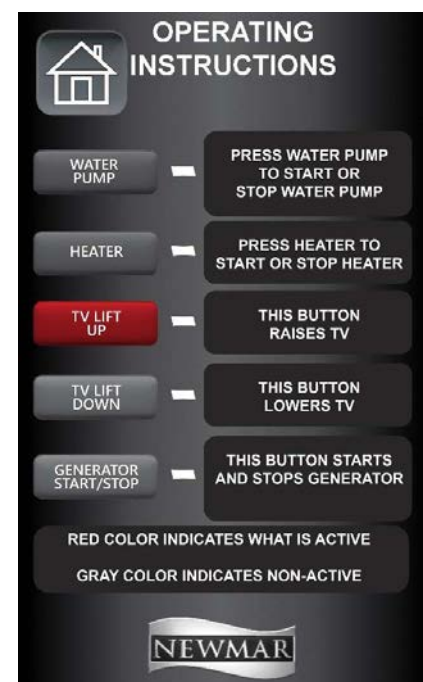 OPERATING
INSTRUCTIONS
WATER
PUMP
PRESS WATER PUMP
TO START OR
STOP WATER PUMP
HEATER
PRESS HEATER TO
START OR STOP HEATER
TV LIFT
UP
THIS BUTTON
RAISES TV
TV LIFT
DOWN
THIS BUTTON
LOWERS TV
GENERATOR
START/STOP
THIS BUTTON STARTS
AND STOPS GENERATOR
RED COLOR INDICATES WHAT IS ACTIVE
GRAY COLOR INDICATES NON-ACTIVE
NEWMAR